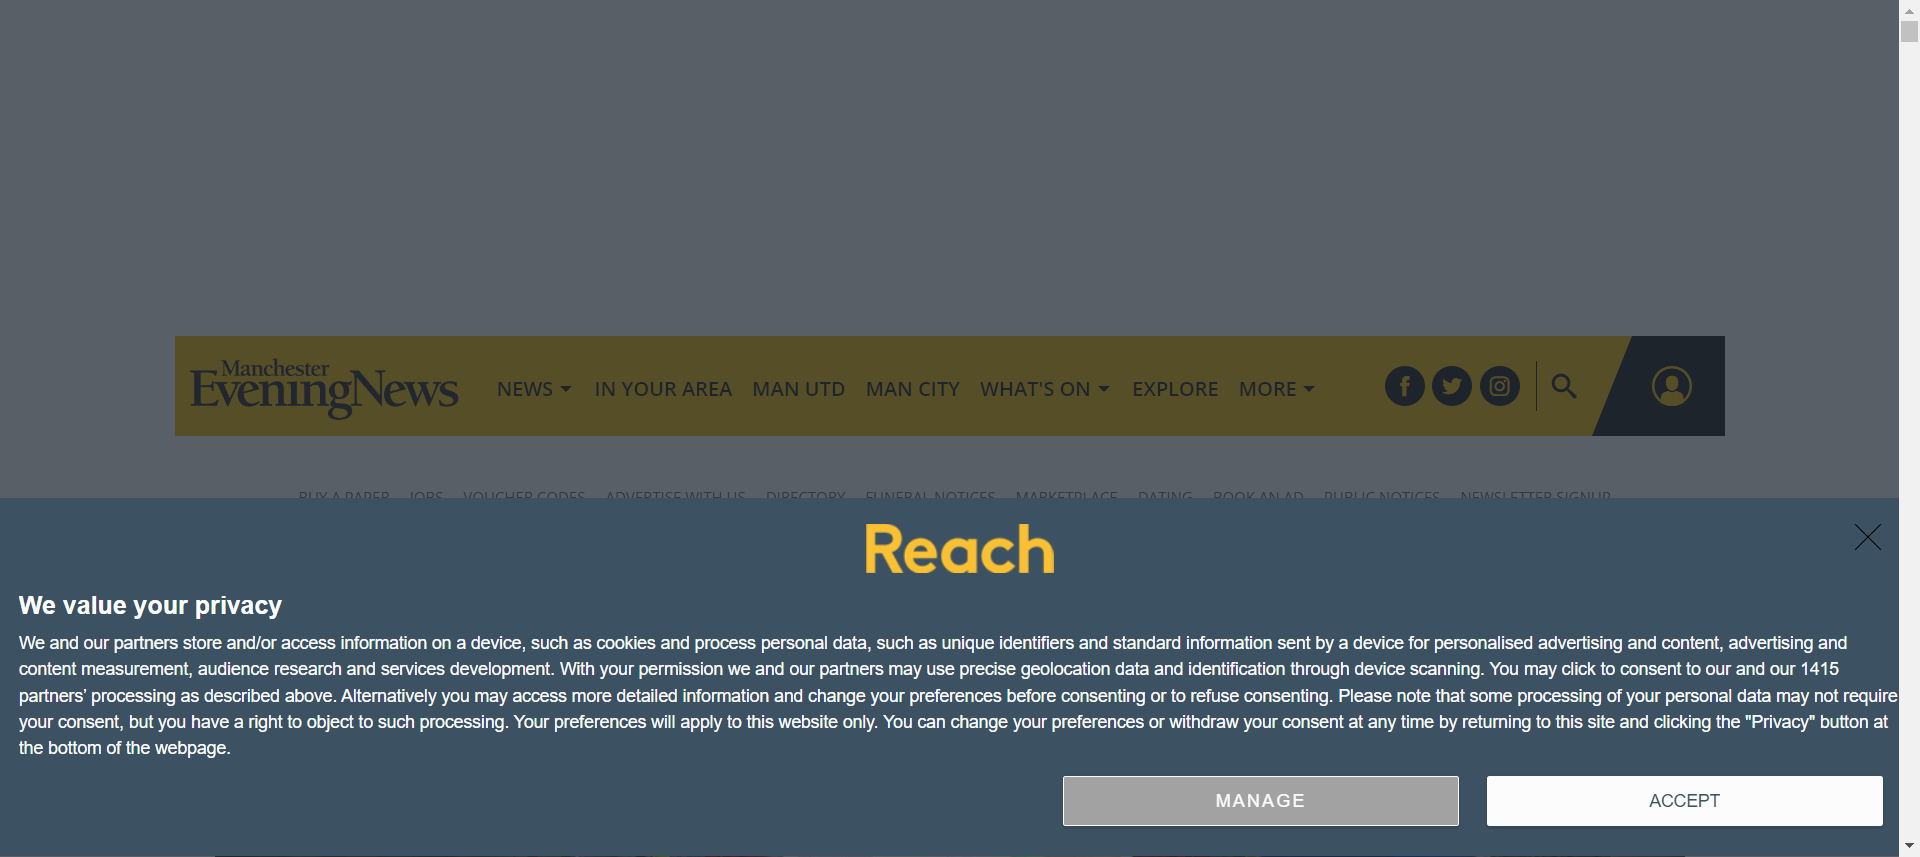 Manchester
EveningNews
NEWS IN YOUR AREA MAN UTD MAN CITY WHAT'S ON EXPLORE MORE
BUY A PAPER JOBS VOUCHER CODES ADVERTISE WITH US DIRECTORY FUNERAL NOTICES MARKETPLACE DATING BOOK AN AD PUBLIC NOTICES NEWSLETTER SIGNUP
Reach
We value your privacy
We and our partners store and/or access information on a device, such as cookies and process personal data, such as unique identifiers and standard information sent by a device for personalised advertising and content, advertising and
content measurement, audience research and services development. With your permission we and our partners may use precise geolocation data and identification through device scanning. You may click to consent to our and our 1415
partners’ processing as described above. Alternatively you may access more detailed information and change your preferences before consenting or to refuse consenting. Please note that some processing of your personal data may not require
your consent, but you have a right to object to such processing. Your preferences will apply to this website only. You can change your preferences or withdraw your consent at any time by returning to this site and clicking the "Privacy" button at
the bottom of the webpage.
MANAGE ACCEPT